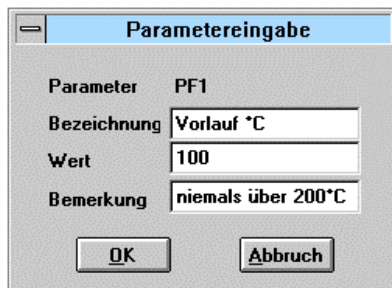 Parametereingabe
Parameter PF1
Bezeichnung Vorlauf °C
Wert 100
Bemerkung niemals über 200°C
OK Abbruch